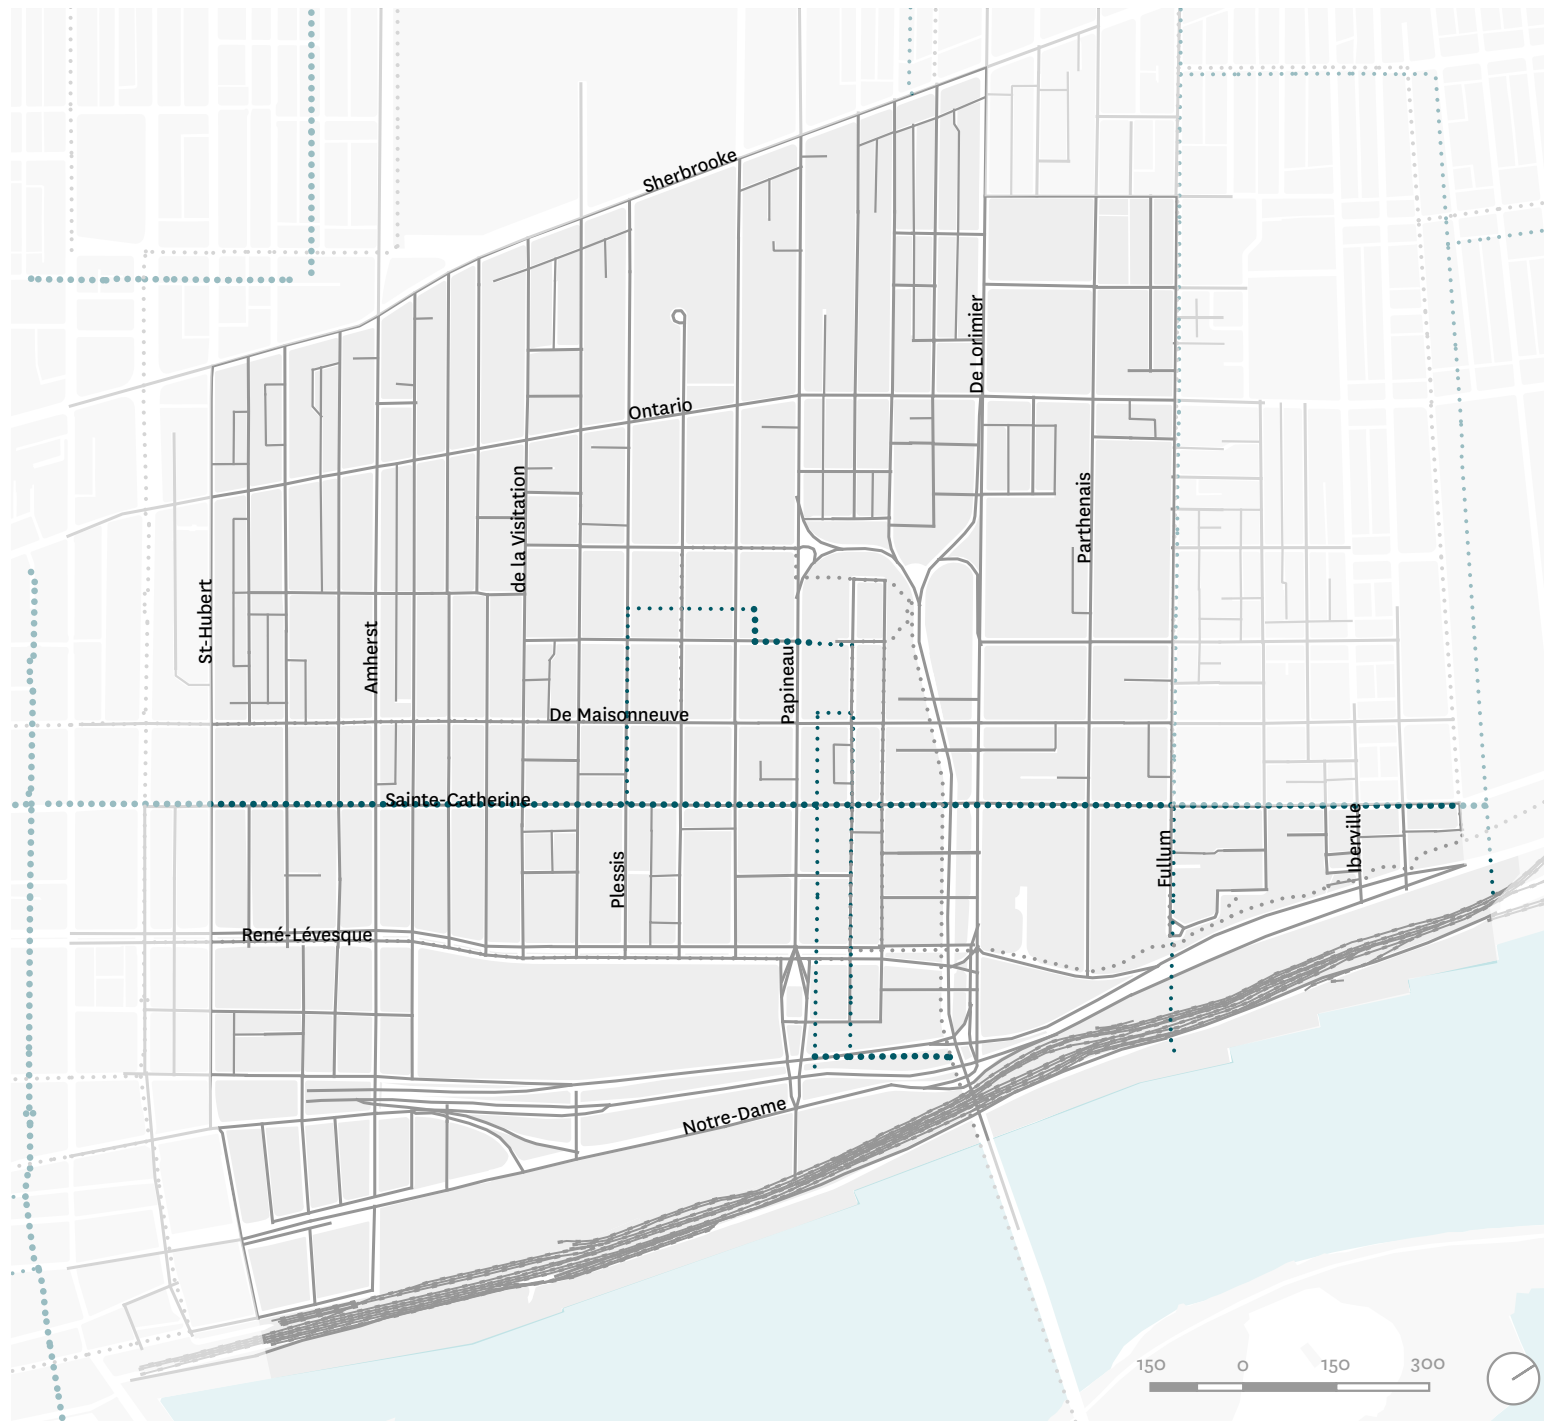 Sherbrooke
De Lorimier
Ontario
de la Visitation
Parthenais
St-Hubert
Amherst
Papineau
De Maisonneuve
Sainte-Catherine
Iberville
Fullum
Plessis
René-Lévesque
Notre-Dame
150 0 150 300